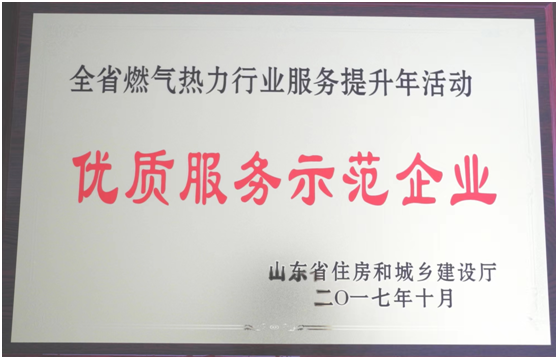 全省燃气热力行业服务提升年活动
优质服务示范企业
山东省住房和城乡建设厅
二〇一七年十月